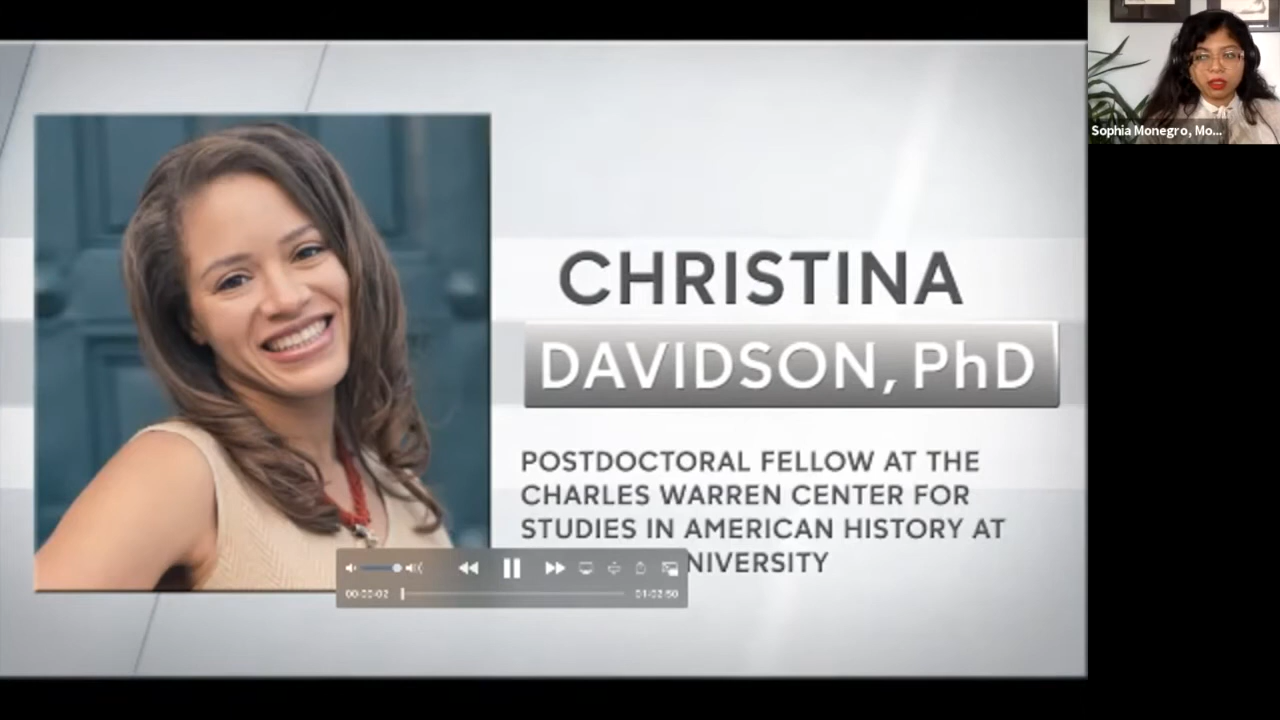 Sophia Monegro, Mo...
CHRISTINA
DAVIDSON, PhD
POSTDOCTORAL FELLOW AT THE
CHARLES WARREN CENTER FOR
STUDIES IN AMERICAN HISTORY AT
NIVERSITY
00:00:02
01:02:50